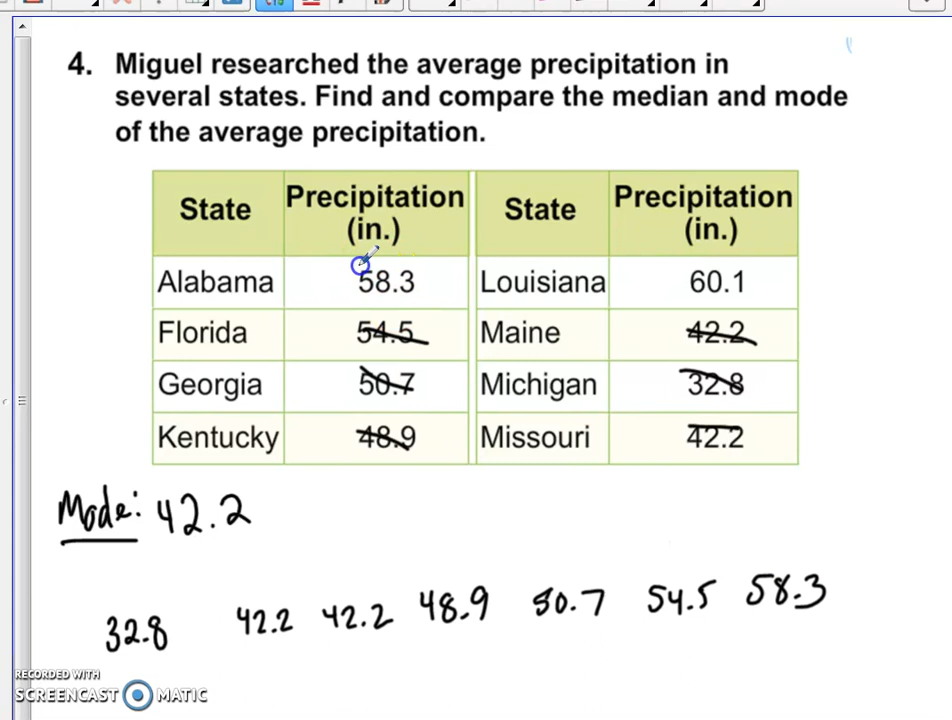 4. Miguel researched the average precipitation in
several states. Find and compare the median and mode
of the average precipitation.
State Precipitation (in.) State Precipitation (in.)
Alabama 58.3 Louisiana 60.1
Florida 54.5 Maine 42.2
Georgia 50.7 Michigan 32.8
Kentucky 48.9 Missouri 42.2
Mode: 42.2
32.8 42.2 42.2 48.9 50.7 54.5 58.3
RECORDED WITH
SCREENCAST MATIC